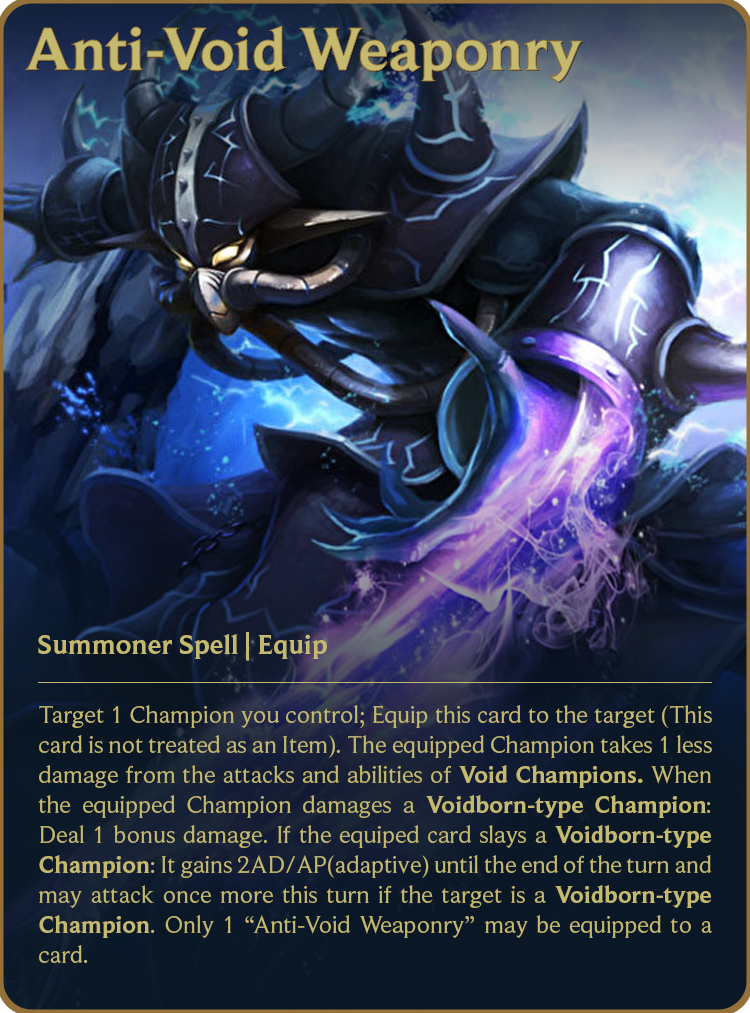 Anti-Void Weaponry
Summoner Spell | Equip
Target 1 Champion you control; Equip this card to the target (This
card is not treated as an Item). The equipped Champion takes 1 less
damage from the attacks and abilities of Void Champions. When
the equipped Champion damages a Voidborn-type Champion:
Deal 1 bonus damage. If the equiped card slays a Voidborn-type
Champion: It gains 2AD/AP(adaptive) until the end of the turn and
may attack once more this turn if the target is a Voidborn-type
Champion. Only 1 “Anti-Void Weaponry” may be equipped to a
card.